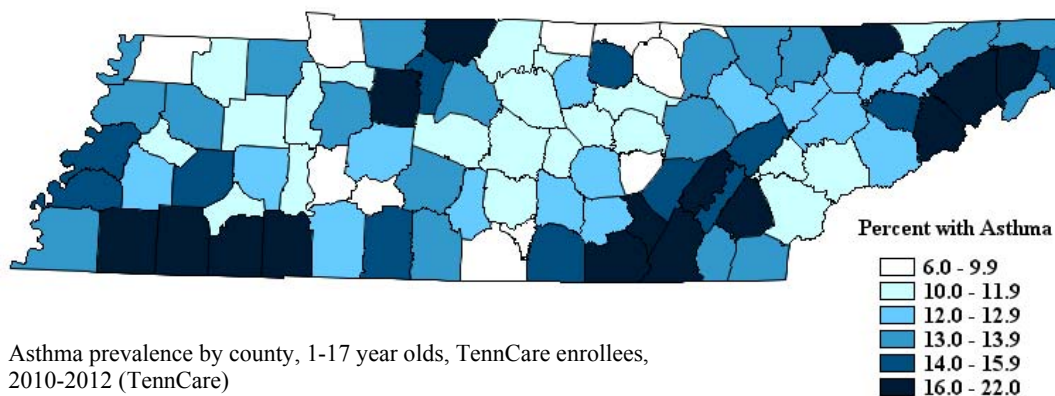 Percent with Asthma
6.0 - 9.9
10.0 - 11.9
12.0 - 12.9
13.0 - 13.9
14.0 - 15.9
16.0 - 22.0
Asthma prevalence by county, 1-17 year olds, TennCare enrollees,
2010-2012 (TennCare)